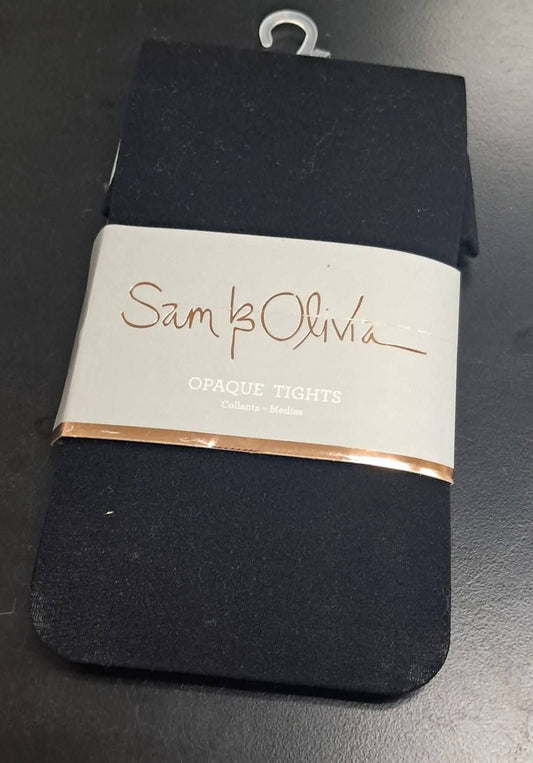 Sam & Olivia
OPAQUE TIGHTS
Collants - Medias